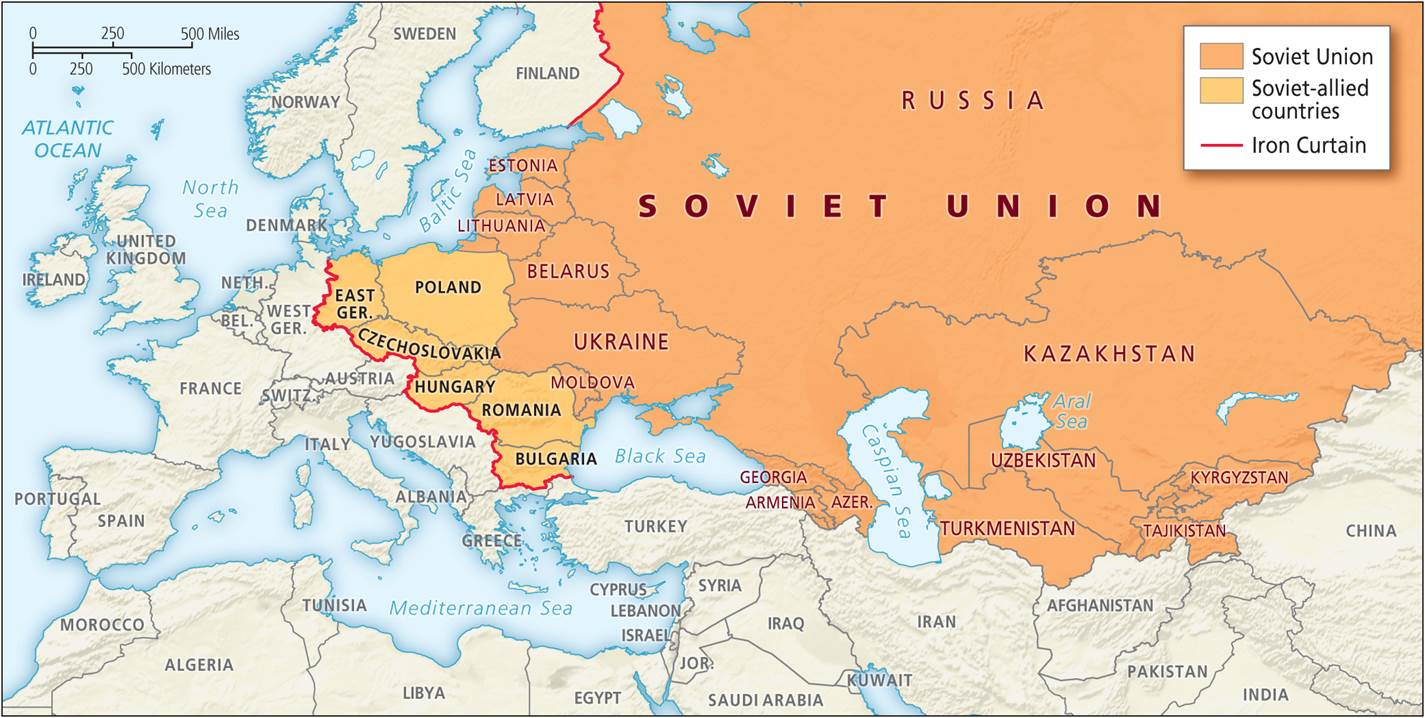 0 250 500 Miles
0 250 500 Kilometers
Soviet Union
Soviet-allied
countries
Iron Curtain
SWEDEN
FINLAND
NORWAY
RUSSIA
ATLANTIC
OCEAN
North
Sea
Baltic Sea
ESTONIA
LATVIA
LITHUANIA
SOVIET UNION
DENMARK
UNITED
KINGDOM
IRELAND
NETH.
BEL.
WEST
GER.
EAST
GER.
POLAND
BELARUS
CZECHOSLOVAKIA
UKRAINE
KAZAKHSTAN
FRANCE
SWITZ.
AUSTRIA
HUNGARY
MOLDOVA
ROMANIA
Aral
Sea
ITALY
YUGOSLAVIA
BULGARIA
Black Sea
Caspian Sea
UZBEKISTAN
KYRGYZSTAN
PORTUGAL
SPAIN
ALBANIA
GREECE
TURKEY
GEORGIA
ARMENIA
AZER.
TURKMENISTAN
TAJIKISTAN
CHINA
TUNISIA
Mediterranean Sea
CYPRUS
LEBANON
ISRAEL
SYRIA
MOROCCO
ALGERIA
LIBYA
EGYPT
JOR.
IRAQ
IRAN
SAUDI ARABIA
KUWAIT
AFGHANISTAN
PAKISTAN
INDIA